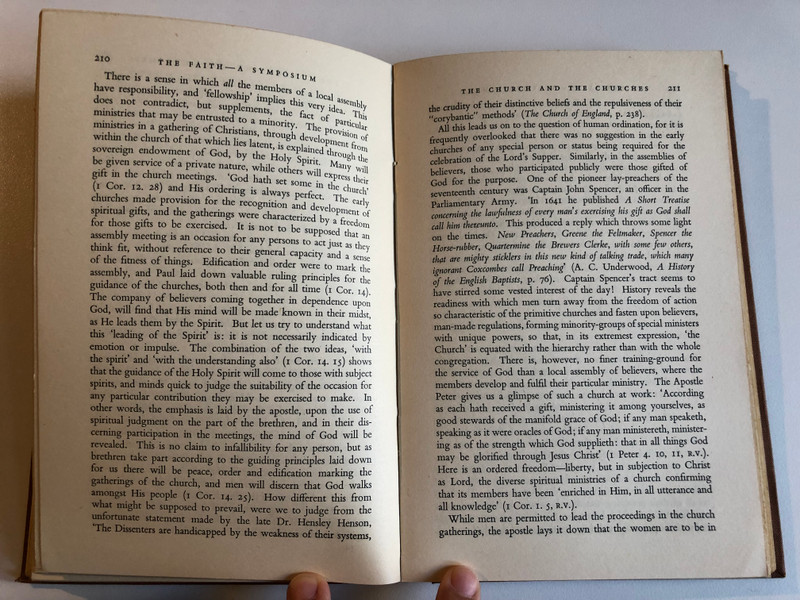 210
THE FAITH—A SYMPOSIUM
There is a sense in which all the members of a local assembly
have responsibility, and 'fellowship' implies this very idea. This
does not contradict, but supplements, the fact of particular
ministries that may be entrusted to a minority. The provision of
ministries in a gathering of Christians, through development from
within the church of that which lies latent, is explained through the
sovereign endowment of God, by the Holy Spirit. Many will
be given service of a private nature, while others will express their
gift in the church meetings. 'God hath set some in the church'
(1 Cor. 12. 28) and His ordering is always perfect. The early
churches made provision for the recognition and development of
spiritual gifts, and the gatherings were characterized by a freedom
for those gifts to be exercised. It is not to be supposed that an
assembly meeting is an occasion for any persons to act just as they
think fit, without reference to their general capacity and a sense
of the fitness of things. Edification and order were to mark the
assembly, and Paul laid down valuable ruling principles for the
guidance of the churches, both then and for all time (1 Cor. 14).
The company of believers coming together in dependence upon
God, will find that His mind will be made known in their midst,
as He leads them by the Spirit. But let us try to understand what
this 'leading of the Spirit' is: it is not necessarily indicated by
emotion or impulse. The combination of the two ideas, 'with
the spirit' and 'with the understanding also' (1 Cor. 14. 15) shows
that the guidance of the Holy Spirit will come to those with subject
spirits, and minds quick to judge the suitability of the occasion for
any particular contribution they may be exercised to make. In
other words, the emphasis is laid by the apostle, upon the use of
spiritual judgment on the part of the brethren, and in their dis-
cerning participation in the meetings, the mind of God will be
revealed. This is no claim to infallibility for any person, but as
brethren take part according to the guiding principles laid down
for us there will be peace, order and edification marking the
gatherings of the church, and men will discern that God walks
amongst His people (1 Cor. 14. 25). How different this from
what might be supposed to prevail, were we to judge from the
unfortunate statement made by the late Dr. Hensley Henson,
'The Dissenters are handicapped by the weakness of their systems,
THE CHURCH AND THE CHURCHES 211
the crudity of their distinctive beliefs and the repulsiveness of their
"corybantic" methods' (The Church of England, p. 238).
All this leads us on to the question of human ordination, for it is
frequently overlooked that there was no suggestion in the early
churches of any special person or status being required for the
celebration of the Lord's Supper. Similarly, in the assemblies of
believers, those who participated publicly were those gifted of
God for the purpose. One of the pioneer lay-preachers of the
seventeenth century was Captain John Spencer, an officer in the
Parliamentary Army. 'In 1641 he published A Short Treatise
concerning the lawfulness of every man's exercising his gift as God shall
call him thereunto. This produced a reply which throws some light
on the times. New Preachers, Greene the Feltmaker, Spencer the
Horse-rubber, Quartermine the Brewers Clerke, with some few others,
that are mighty sticklers in this new kind of talking trade, which many
ignorant Coxcombes call Preaching' (A. C. Underwood, A History
of the English Baptists, p. 76). Captain Spencer's tract seems to
have stirred some vested interest of the day! History reveals the
readiness with which men turn away from the freedom of action
so characteristic of the primitive churches and fasten upon believers,
man-made regulations, forming minority-groups of special ministers
with unique powers, so that, in its extreme expression, 'the
Church' is equated with the hierarchy rather than with the whole
congregation. There is, however, no finer training-ground for
the service of God than a local assembly of believers, where the
members develop and fulfil their particular ministry. The Apostle
Peter gives us a glimpse of such a church at work: 'According
as each hath received a gift, ministering it among yourselves, as
good stewards of the manifold grace of God; if any man speaketh,
speaking as it were oracles of God; if any man ministereth, minister-
ing as of the strength which God supplieth: that in all things God
may be glorified through Jesus Christ' (1 Peter 4. 10, 11, R.V.).
Here is an ordered freedom—liberty, but in subjection to Christ
as Lord, the diverse spiritual ministries of a church confirming
that its members have been 'enriched in Him, in all utterance and
all knowledge' (1 Cor. 1. 5, R.V.).
While men are permitted to lead the proceedings in the church
gatherings, the apostle lays it down that the women are to be in